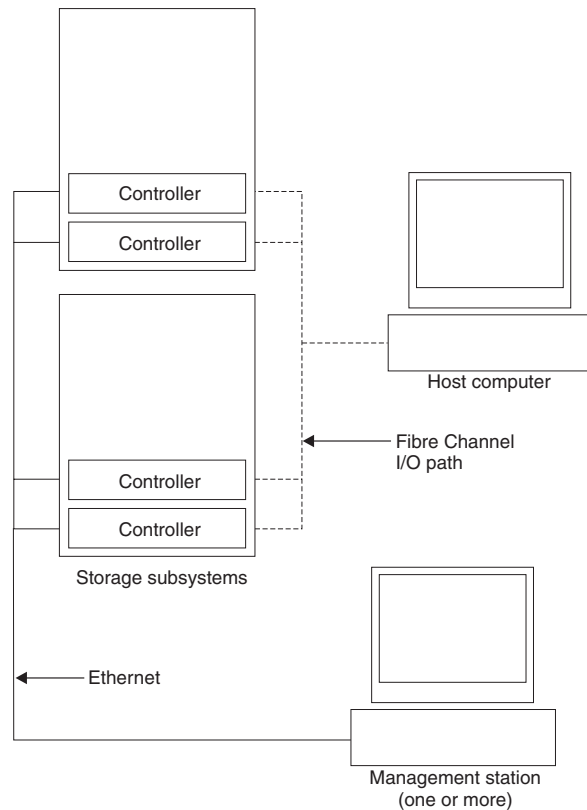 Controller
Controller
Host computer
Fibre Channel
I/O path
Controller
Controller
Storage subsystems
Ethernet
Management station
(one or more)